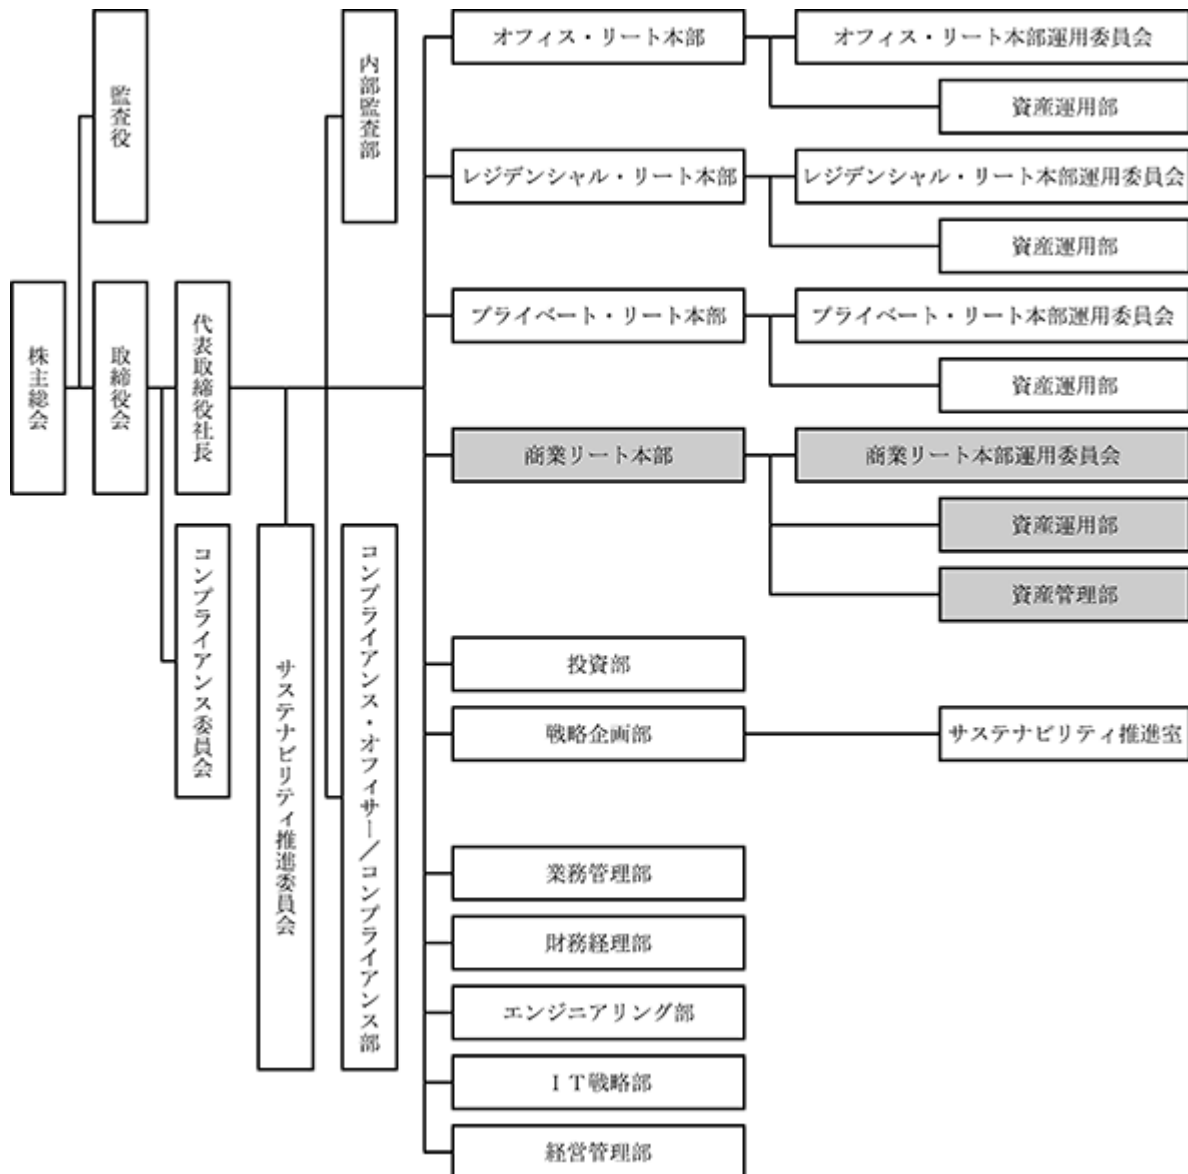 株主総会
監査役
取締役会
代表取締役社長
コンプライアンス委員会
サステナビリティ推進委員会
内部監査部
コンプライアンス・オフィサー/コンプライアンス部
オフィス・リート本部
オフィス・リート本部運用委員会
資産運用部
レジデンシャル・リート本部
レジデンシャル・リート本部運用委員会
資産運用部
プライベート・リート本部
プライベート・リート本部運用委員会
資産運用部
商業リート本部
商業リート本部運用委員会
資産運用部
資産管理部
投資部
戦略企画部
サステナビリティ推進室
業務管理部
財務経理部
エンジニアリング部
IT戦略部
経営管理部